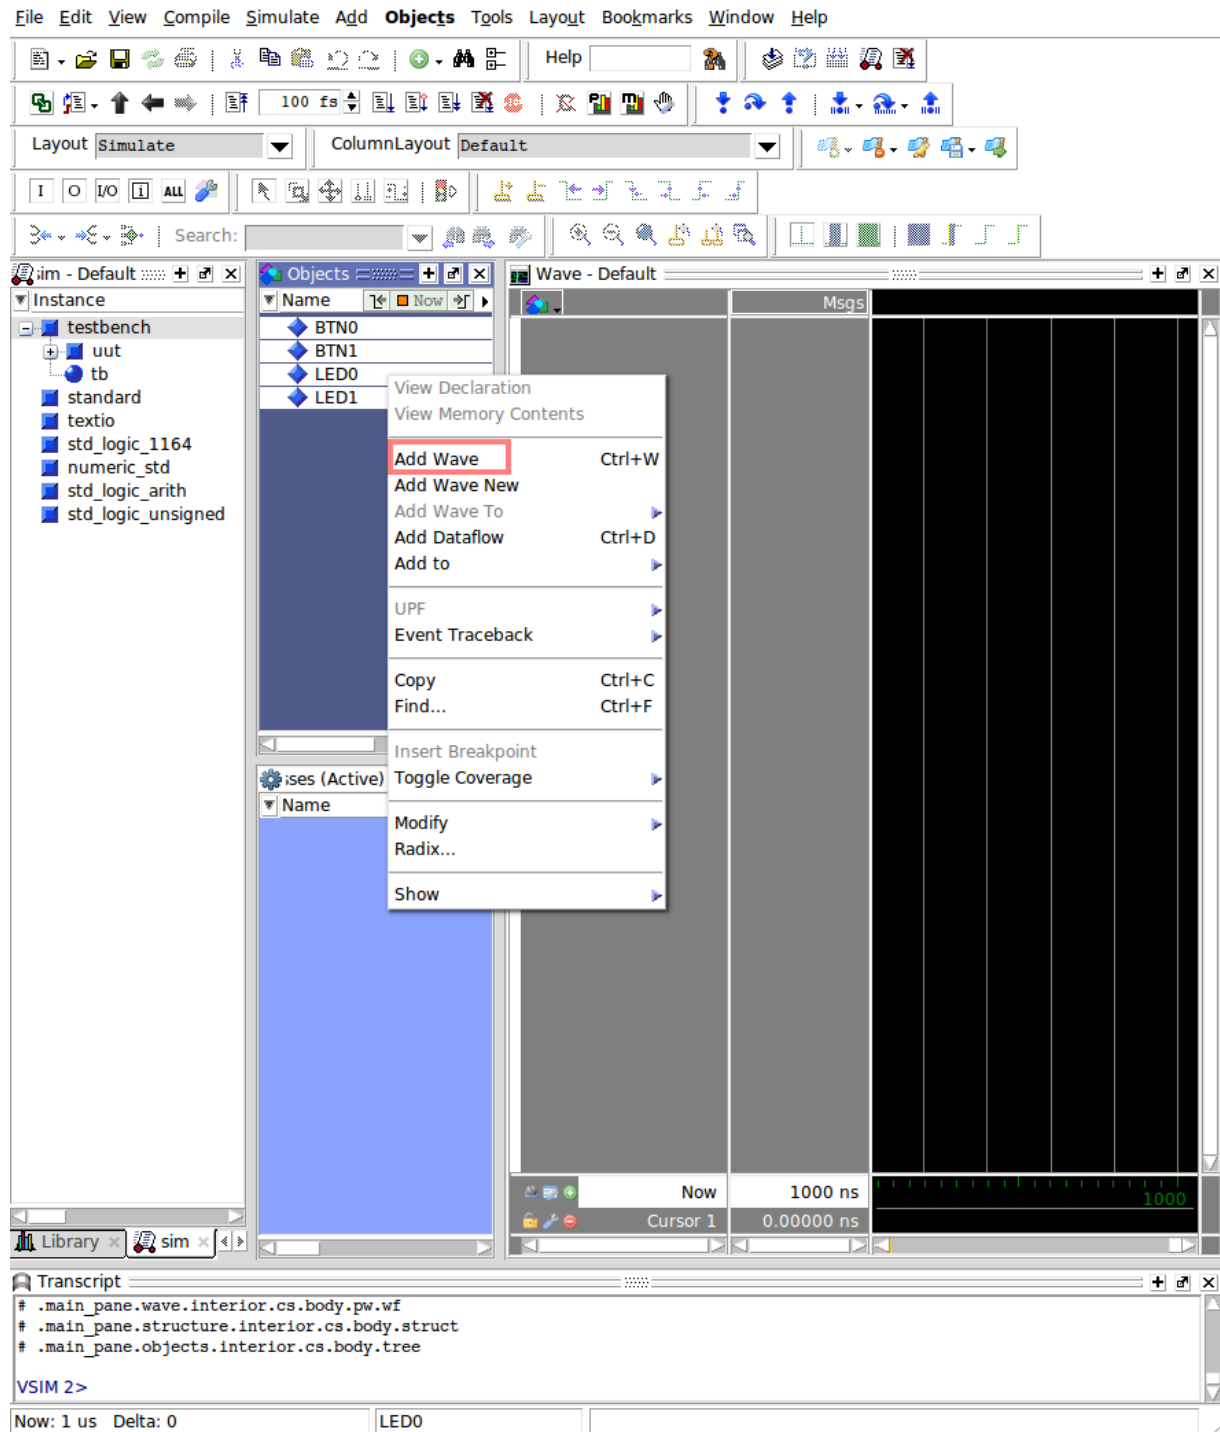 File Edit View Compile Simulate Add Objects Tools Layout Bookmarks Window Help
Help
100 fs
Layout Simulate ColumnLayout Default
I O I/O i ALL
Search:
sim - Default
Objects
Wave - Default
Instance
Name
Now
Msgs
testbench
uut
tb
standard
textio
std_logic_1164
numeric_std
std_logic_arith
std_logic_unsigned
BTN0
BTN1
LED0
LED1
View Declaration
View Memory Contents
Add Wave Ctrl+W
Add Wave New
Add Wave To
Add Dataflow Ctrl+D
Add to
UPF
Event Traceback
Copy Ctrl+C
Find... Ctrl+F
Insert Breakpoint
Toggle Coverage
Modify
Radix...
Show
sses (Active)
Name
Now 1000 ns
1000
Cursor 1 0.00000 ns
Library sim
Transcript
# .main_pane.wave.interior.cs.body.pw.wf
# .main_pane.structure.interior.cs.body.struct
# .main_pane.objects.interior.cs.body.tree
VSIM 2>
Now: 1 us Delta: 0 LED0